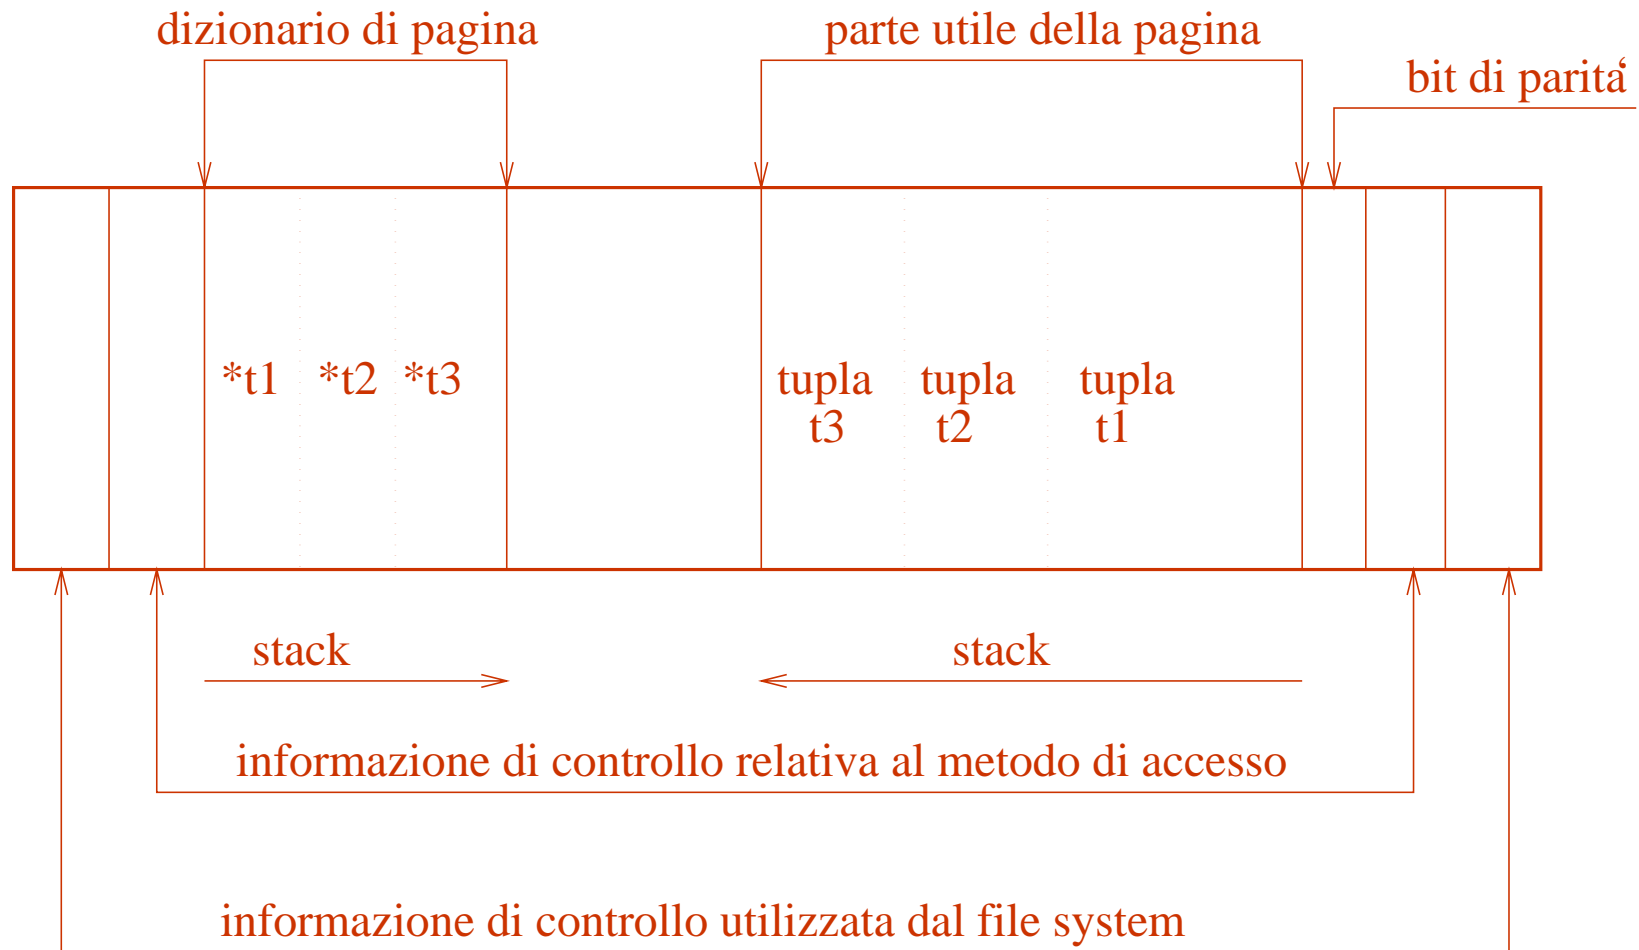 dizionario di pagina
parte utile della pagina
bit di parita‘
*t1 *t2 *t3
tupla tupla tupla
t3 t2 t1
stack stack
informazione di controllo relativa al metodo di accesso
informazione di controllo utilizzata dal file system